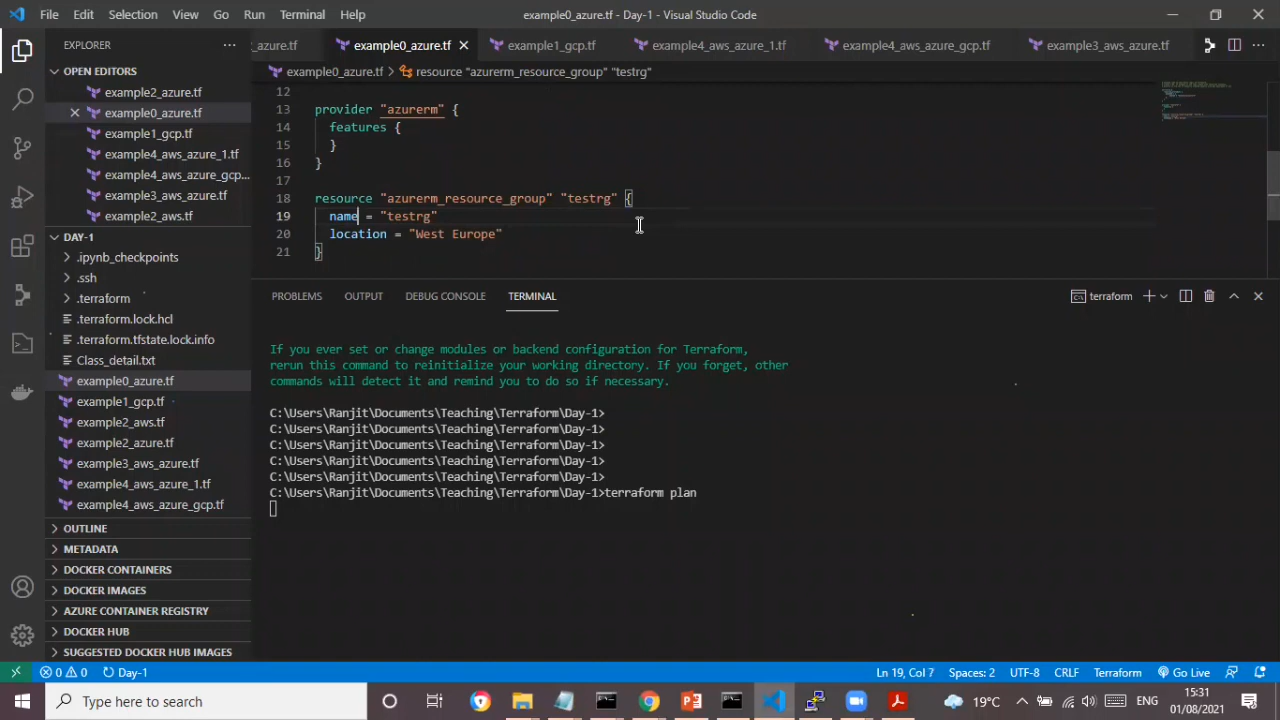 File Edit Selection View Go Run Terminal Help example0_azure.tf - Day-1 - Visual Studio Code
EXPLORER
_azure.tf example0_azure.tf example1_gcp.tf example4_aws_azure_1.tf example4_aws_azure_gcp.tf example3_aws_azure.tf
OPEN EDITORS
example2_azure.tf
example0_azure.tf
example1_gcp.tf
example4_aws_azure_1.tf
example4_aws_azure_gcp...
example3_aws_azure.tf
example2_aws.tf
DAY-1
.ipynb_checkpoints
.ssh
.terraform
.terraform.lock.hcl
.terraform.tfstate.lock.info
Class_detail.txt
example0_azure.tf
example1_gcp.tf
example2_aws.tf
example2_azure.tf
example3_aws_azure.tf
example4_aws_azure_1.tf
example4_aws_azure_gcp.tf
OUTLINE
METADATA
DOCKER CONTAINERS
DOCKER IMAGES
AZURE CONTAINER REGISTRY
DOCKER HUB
SUGGESTED DOCKER HUB IMAGES
example0_azure.tf > resource "azurerm_resource_group" "testrg"
12
13 provider "azurerm" {
14 features {
15 }
16 }
17
18 resource "azurerm_resource_group" "testrg" {
19 name = "testrg"
20 location = "West Europe"
21 }
PROBLEMS OUTPUT DEBUG CONSOLE TERMINAL terraform
If you ever set or change modules or backend configuration for Terraform,
rerun this command to reinitialize your working directory. If you forget, other
commands will detect it and remind you to do so if necessary.
C:\Users\Ranjit\Documents\Teaching\Terraform\Day-1>
C:\Users\Ranjit\Documents\Teaching\Terraform\Day-1>
C:\Users\Ranjit\Documents\Teaching\Terraform\Day-1>
C:\Users\Ranjit\Documents\Teaching\Terraform\Day-1>
C:\Users\Ranjit\Documents\Teaching\Terraform\Day-1>
C:\Users\Ranjit\Documents\Teaching\Terraform\Day-1>terraform plan
0 0 Day-1 Ln 19, Col 7 Spaces: 2 UTF-8 CRLF Terraform Go Live
Type here to search
19°C ENG
15:31
01/08/2021